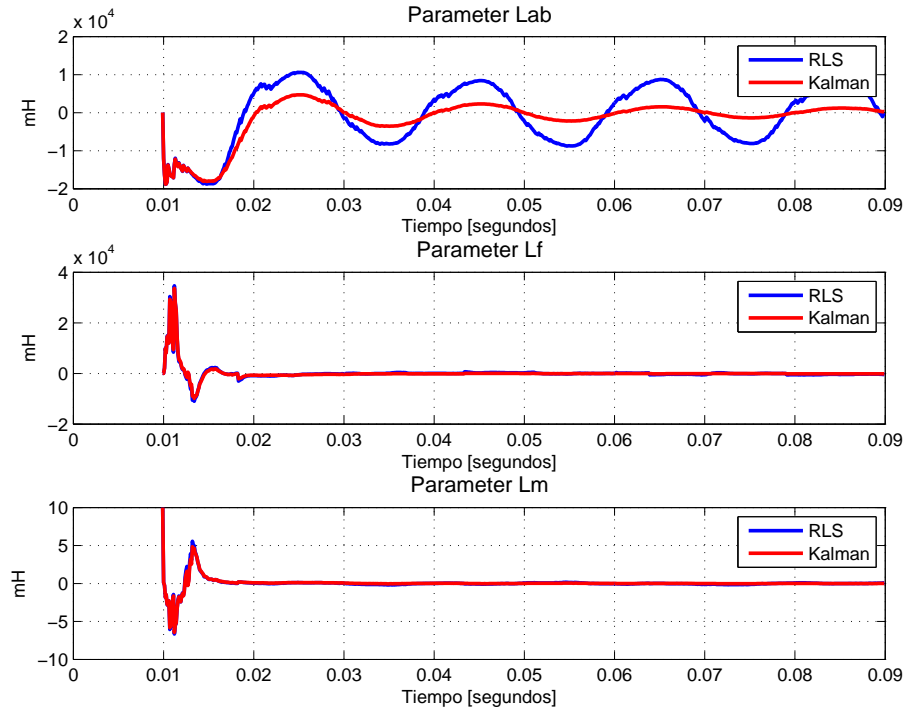 Parameter Lab
x 10^4
2
1
0
−1
−2
mH
RLS
Kalman
0 0.01 0.02 0.03 0.04 0.05 0.06 0.07 0.08 0.09
Tiempo [segundos]
Parameter Lf
x 10^4
4
2
0
−2
mH
RLS
Kalman
0 0.01 0.02 0.03 0.04 0.05 0.06 0.07 0.08 0.09
Tiempo [segundos]
Parameter Lm
10
5
0
−5
−10
mH
RLS
Kalman
0 0.01 0.02 0.03 0.04 0.05 0.06 0.07 0.08 0.09
Tiempo [segundos]